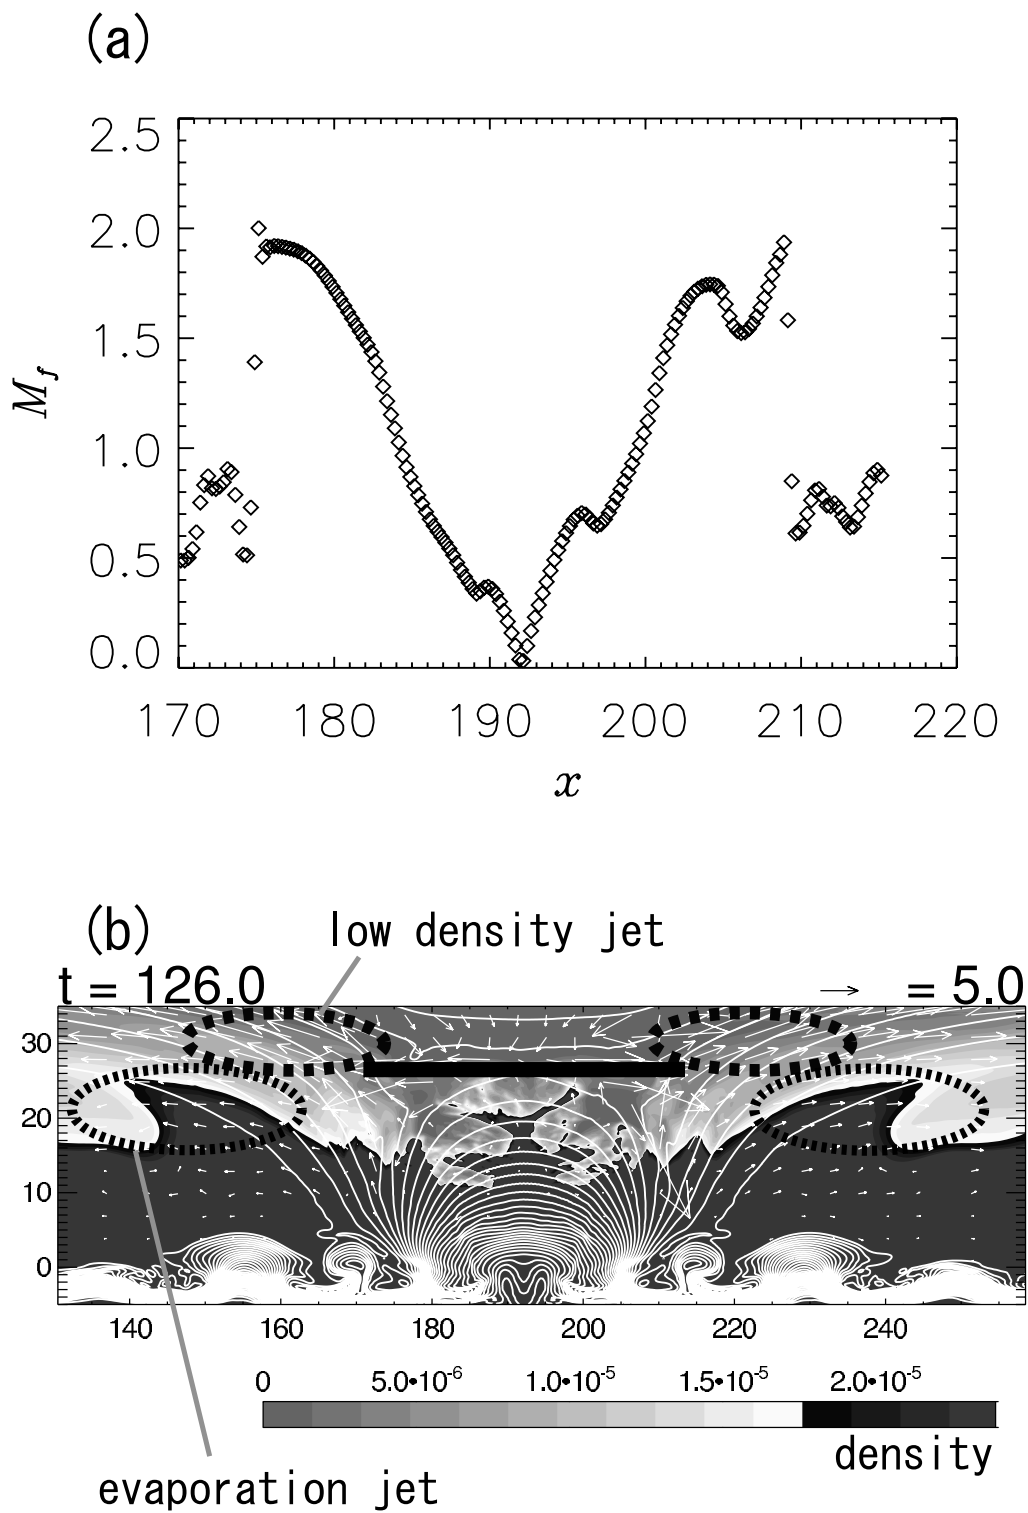 (a)
2.5
2.0
1.5
1.0
0.5
0.0
M_f
170 180 190 200 210 220
x
(b)
low density jet
t = 126.0
= 5.0
30
20
10
0
140 160 180 200 220 240
0 5.0•10⁻⁶ 1.0•10⁻⁵ 1.5•10⁻⁵ 2.0•10⁻⁵
density
evaporation jet